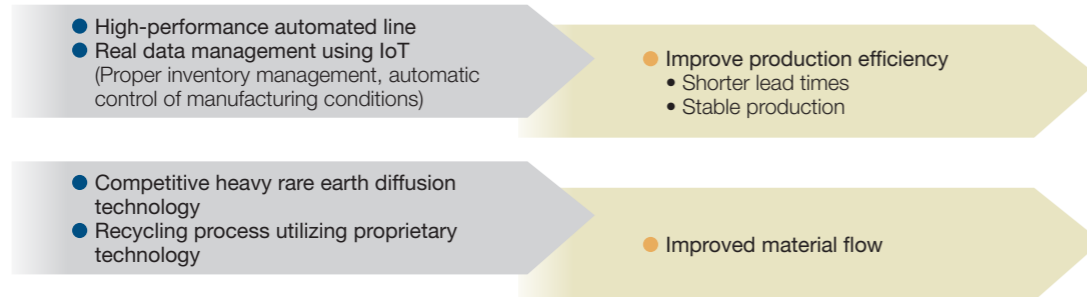 ● High-performance automated line
● Real data management using IoT
(Proper inventory management, automatic
control of manufacturing conditions)
● Improve production efficiency
• Shorter lead times
• Stable production
● Competitive heavy rare earth diffusion
technology
● Recycling process utilizing proprietary
technology
● Improved material flow